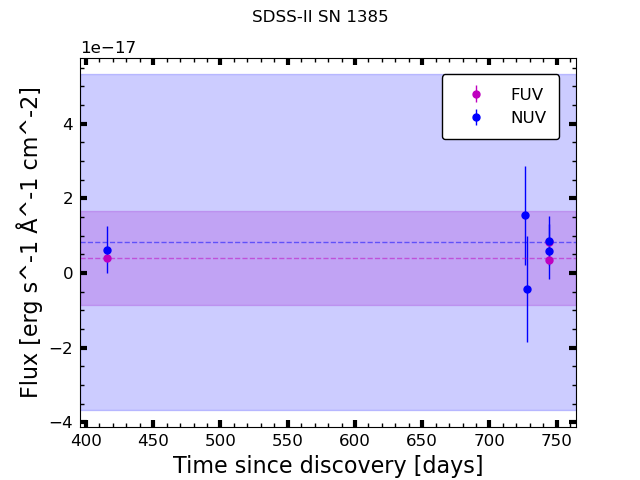 SDSS-II SN 1385
1e−17
FUV
NUV
Flux [erg s^-1 Å^-1 cm^-2]
4
2
0
−2
−4
400 450 500 550 600 650 700 750
Time since discovery [days]